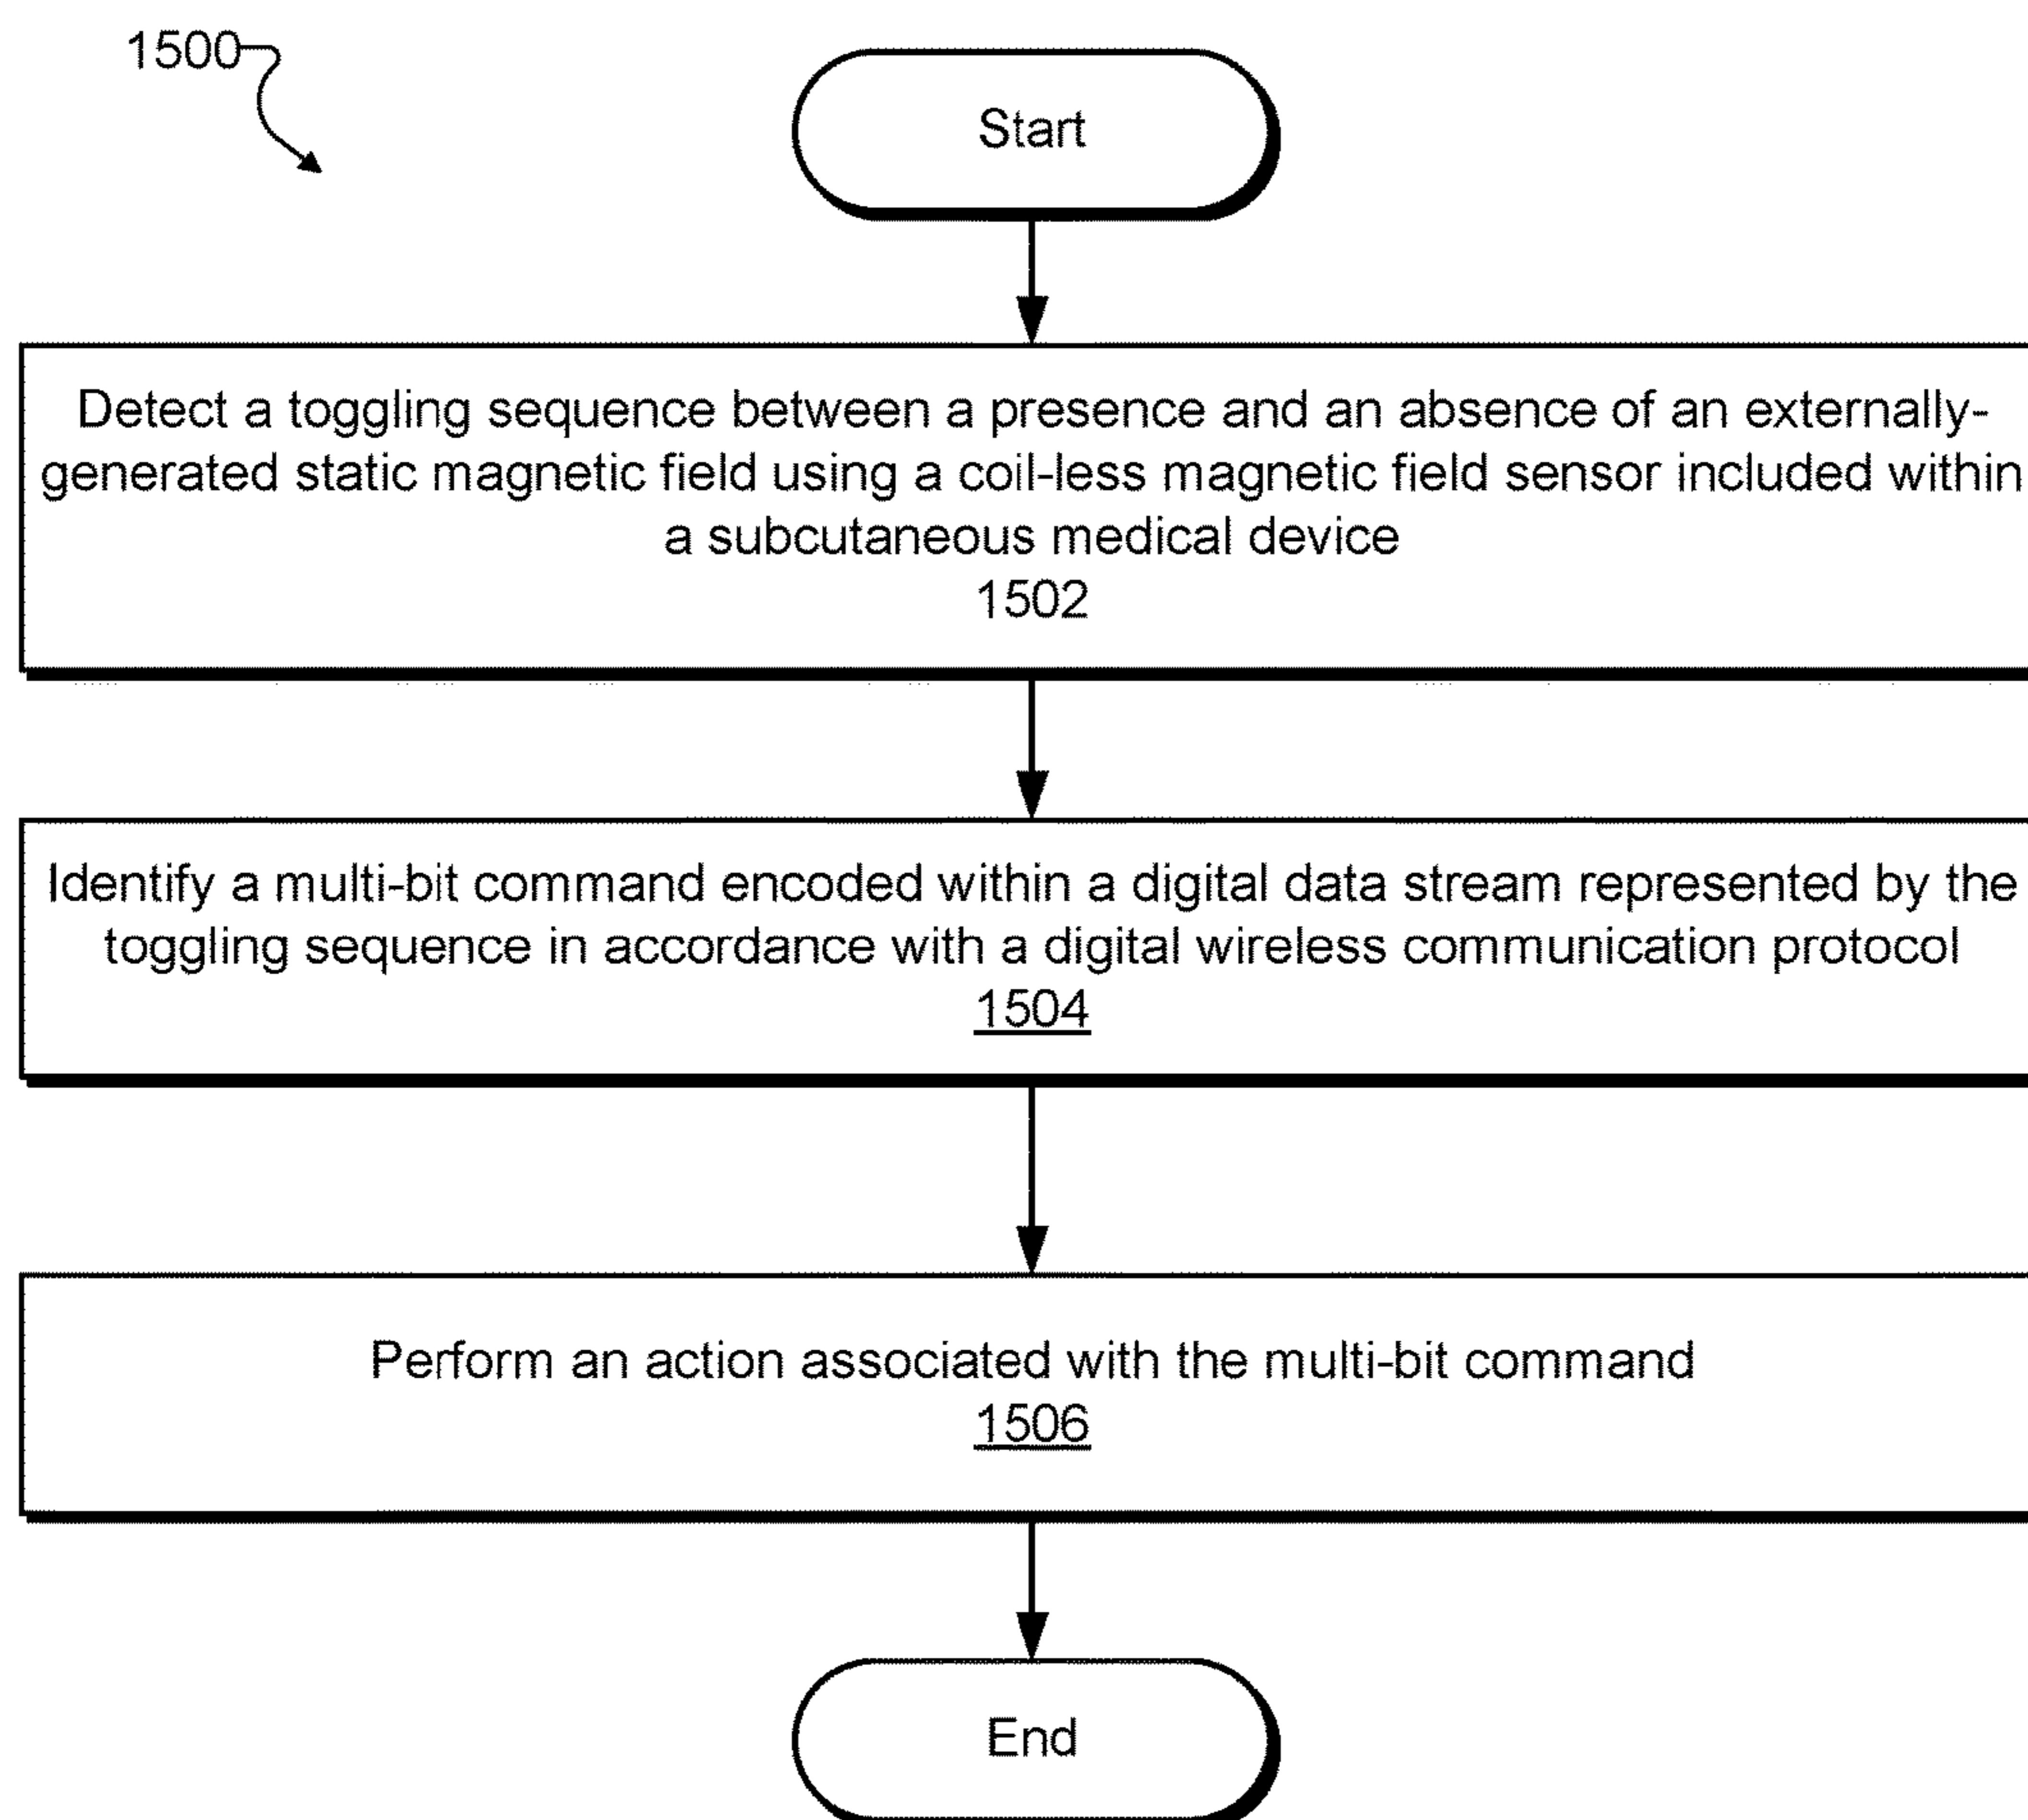 1500
Start
Detect a toggling sequence between a presence and an absence of an externally-
generated static magnetic field using a coil-less magnetic field sensor included within
a subcutaneous medical device
1502
Identify a multi-bit command encoded within a digital data stream represented by the
toggling sequence in accordance with a digital wireless communication protocol
1504
Perform an action associated with the multi-bit command
1506
End